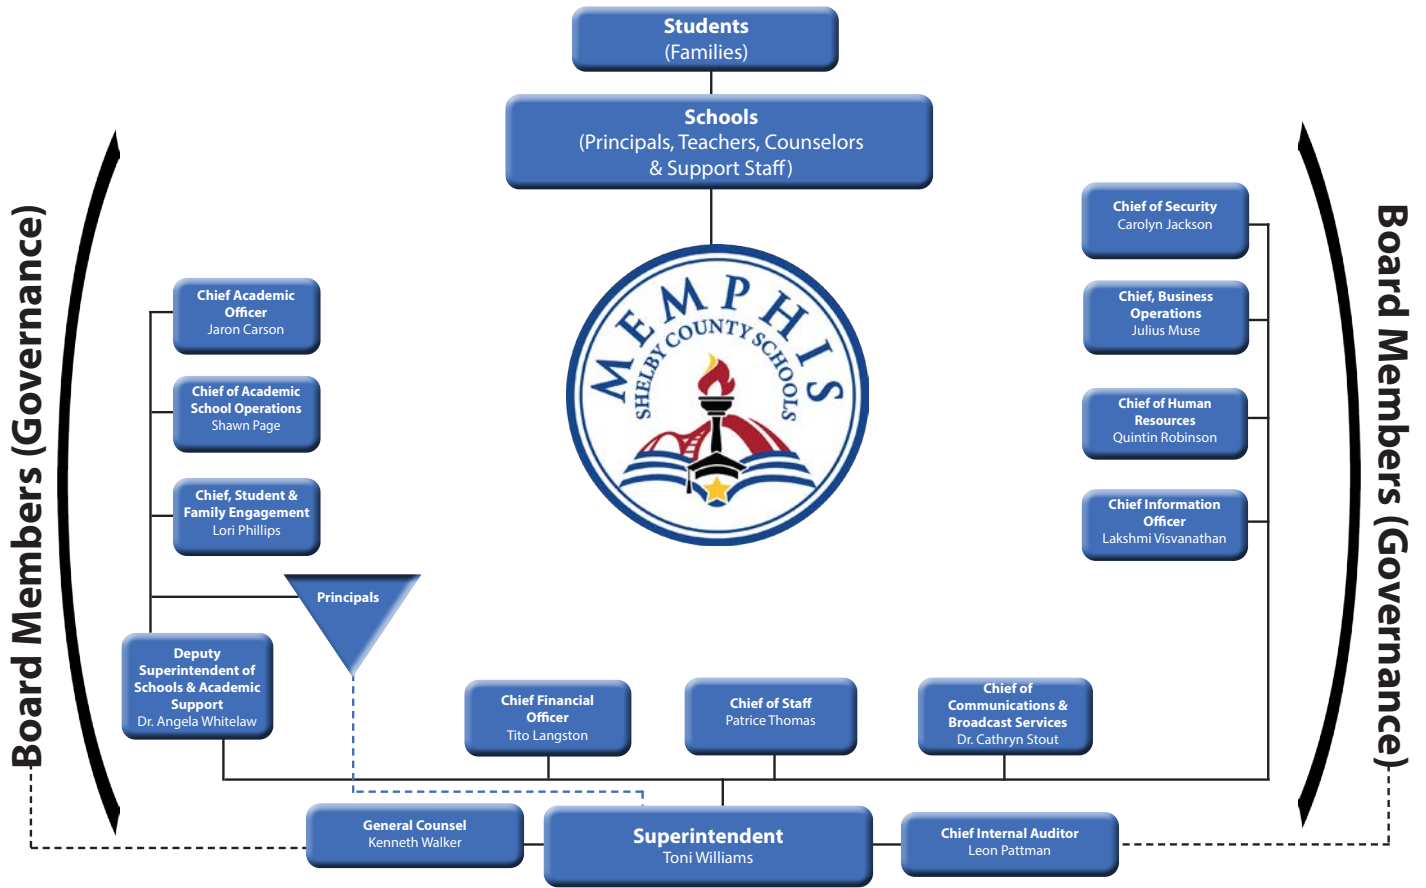 Students
(Families)
Schools
(Principals, Teachers, Counselors
& Support Staff)
Board Members (Governance)
Board Members (Governance)
MEMPHIS
SHELBY COUNTY SCHOOLS
Chief Academic
Officer
Jaron Carson
Chief of Academic
School Operations
Shawn Page
Chief, Student &
Family Engagement
Lori Phillips
Principals
Deputy
Superintendent of
Schools & Academic
Support
Dr. Angela Whitelaw
Chief of Security
Carolyn Jackson
Chief, Business
Operations
Julius Muse
Chief of Human
Resources
Quintin Robinson
Chief Information
Officer
Lakshmi Visvanathan
Chief Financial
Officer
Tito Langston
Chief of Staff
Patrice Thomas
Chief of
Communications &
Broadcast Services
Dr. Cathryn Stout
General Counsel
Kenneth Walker
Superintendent
Toni Williams
Chief Internal Auditor
Leon Pattman